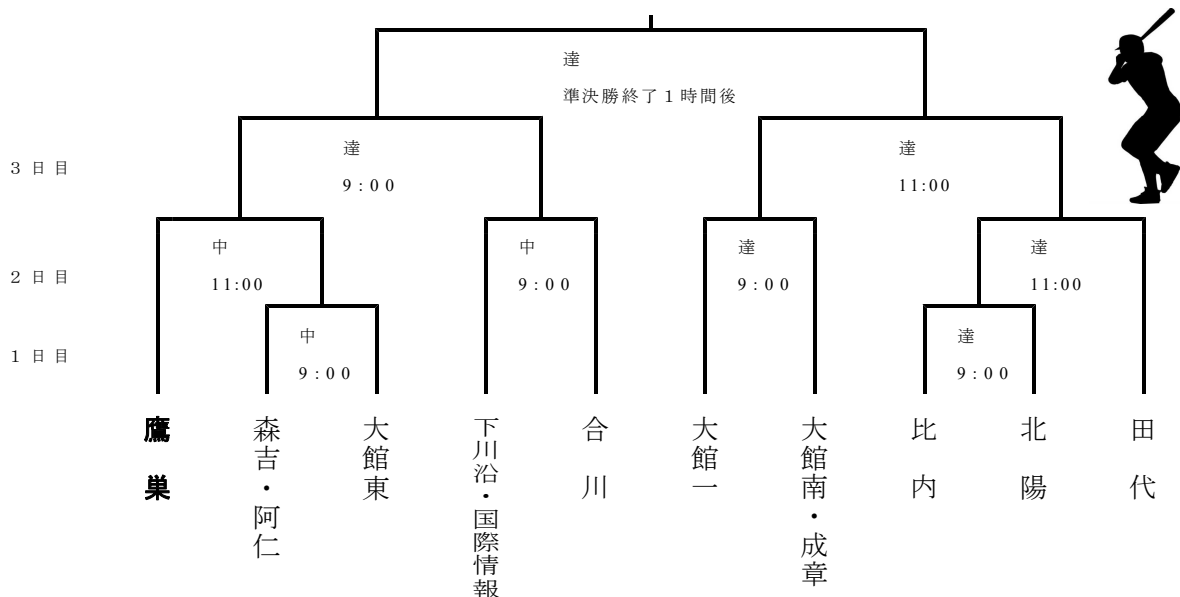 達
準決勝終了1時間後
3日目
達
9:00
達
11:00
2日目
中
11:00
中
9:00
達
9:00
達
11:00
1日目
中
9:00
達
9:00
鷹巣
森吉・阿仁
大館東
下川沿・国際情報
合川
大館一
大館南・成章
比内
北陽
田代